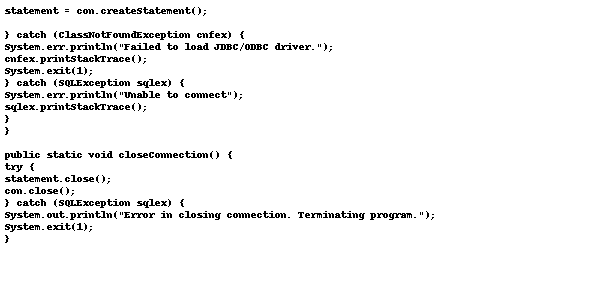 statement = con.createStatement();

} catch (ClassNotFoundException cnfex) {
System.err.println("Failed to load JDBC/ODBC driver.");
cnfex.printStackTrace();
System.exit(1);
} catch (SQLException sqlex) {
System.err.println("Unable to connect");
sqlex.printStackTrace();
}
}

public static void closeConnection() {
try {
statement.close();
con.close();
} catch (SQLException sqlex) {
System.out.println("Error in closing connection. Terminating program.");
System.exit(1);
}